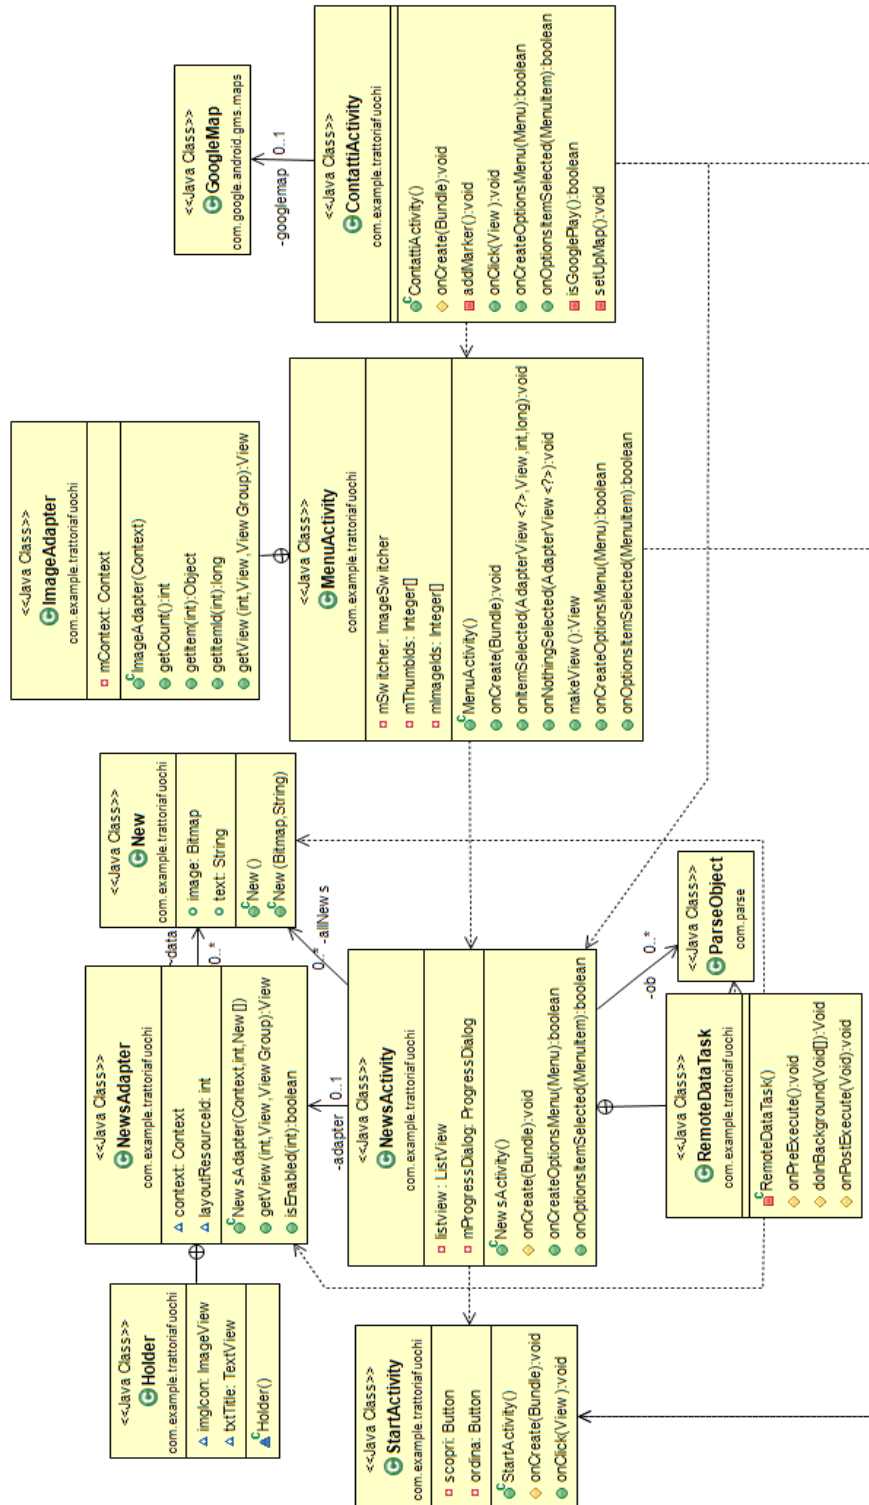 <<Java Class>>
GoogleMap
com.google.android.gms.maps
-googlemap
0..1
<<Java Class>>
ContattiActivity
com.example.trattoriafuochi
ContattiActivity()
onCreate(Bundle):void
addMarker():void
onClick(View):void
onCreateOptionsMenu(Menu):boolean
onOptionsItemSelected(MenuItem):boolean
isGooglePlay():boolean
setUpMap():void
<<Java Class>>
ImageAdapter
com.example.trattoriafuochi
mContext: Context
ImageAdapter(Context)
getCount():int
getItem(int):Object
getItemId(int):long
getView(int,View,ViewGroup):View
<<Java Class>>
MenuActivity
com.example.trattoriafuochi
mSwitcher: ImageSwitcher
mThumbIds: Integer[]
mImageIds: Integer[]
MenuActivity()
onCreate(Bundle):void
onItemSelected(AdapterView<?>,View,int,long):void
onNothingSelected(AdapterView<?>):void
makeView():View
onCreateOptionsMenu(Menu):boolean
onOptionsItemSelected(MenuItem):boolean
<<Java Class>>
New
com.example.trattoriafuochi
image: Bitmap
text: String
New()
New(Bitmap,String)
~data
0..*
0..*
-allNews
<<Java Class>>
NewsAdapter
com.example.trattoriafuochi
context: Context
layoutResourceId: int
NewsAdapter(Context,int,New[])
getView(int,View,ViewGroup):View
isEnabled(int):boolean
-adapter
0..1
<<Java Class>>
NewsActivity
com.example.trattoriafuochi
listview: ListView
mProgressDialog: ProgressDialog
NewsActivity()
onCreate(Bundle):void
onCreateOptionsMenu(Menu):boolean
onOptionsItemSelected(MenuItem):boolean
-ob
0..*
<<Java Class>>
ParseObject
com.parse
<<Java Class>>
RemoteDataTask
com.example.trattoriafuochi
RemoteDataTask()
onPreExecute():void
doInBackground(Void[]):Void
onPostExecute(Void):void
<<Java Class>>
Holder
com.example.trattoriafuochi
imgIcon: ImageView
txtTitle: TextView
Holder()
<<Java Class>>
StartActivity
com.example.trattoriafuochi
scopri: Button
ordina: Button
StartActivity()
onCreate(Bundle):void
onClick(View):void